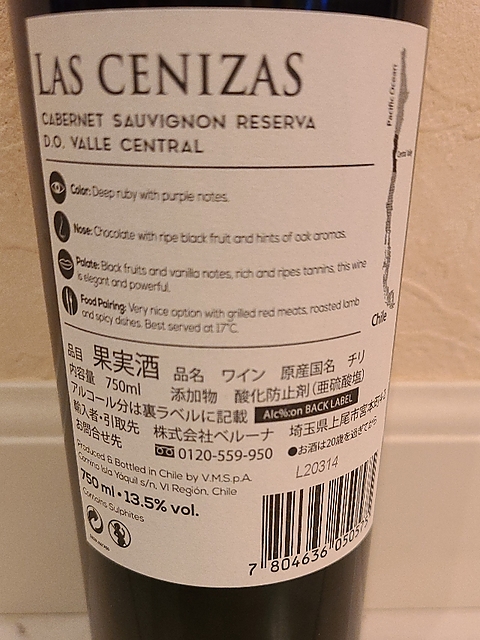 LAS CENIZAS
CABERNET SAUVIGNON RESERVA
D.O. VALLE CENTRAL
Pacific Ocean
Central Valley
Chile
Color: Deep ruby with purple notes.
Nose: Chocolate with ripe black fruit and hints of oak aromas.
Palate: Black fruits and vanilla notes, rich and ripes tannins, this wine
is elegant and powerful.
Food Pairing: Very nice option with grilled red meats, roasted lamb
and spicy dishes. Best served at 17°C.
品目 果実酒 品名 ワイン 原産国名 チリ
内容量 750ml 添加物 酸化防止剤(亜硫酸塩)
アルコール分は裏ラベルに記載 Alc%:on BACK LABEL
輸入者・引取先 株式会社ベルーナ 埼玉県上尾市宮本町4-2
お問合せ先 0120-559-950 ●お酒は20歳を過ぎてから
Produced & Bottled in Chile by V.M.S.p.A.
Camino Isla Yáquil s/n, VI Región, Chile
L20314
750 ml • 13.5% vol.
Contains Sulphites
7 804636